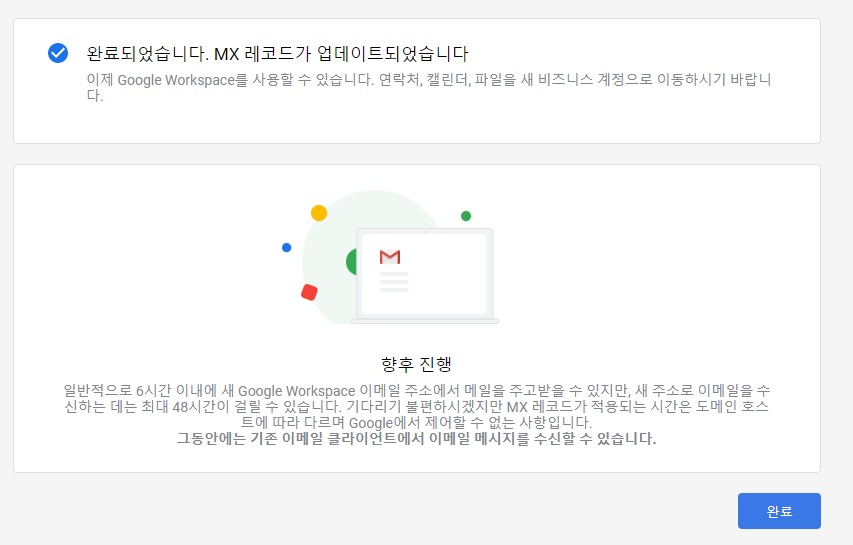 완료되었습니다. MX 레코드가 업데이트되었습니다
이제 Google Workspace를 사용할 수 있습니다. 연락처, 캘린더, 파일을 새 비즈니스 계정으로 이동하시기 바랍니
다.
향후 진행
일반적으로 6시간 이내에 새 Google Workspace 이메일 주소에서 메일을 주고받을 수 있지만, 새 주소로 이메일을 수
신하는 데는 최대 48시간이 걸릴 수 있습니다. 기다리기 불편하시겠지만 MX 레코드가 적용되는 시간은 도메인 호스
트에 따라 다르며 Google에서 제어할 수 없는 사항입니다.
그동안에는 기존 이메일 클라이언트에서 이메일 메시지를 수신할 수 있습니다.
완료